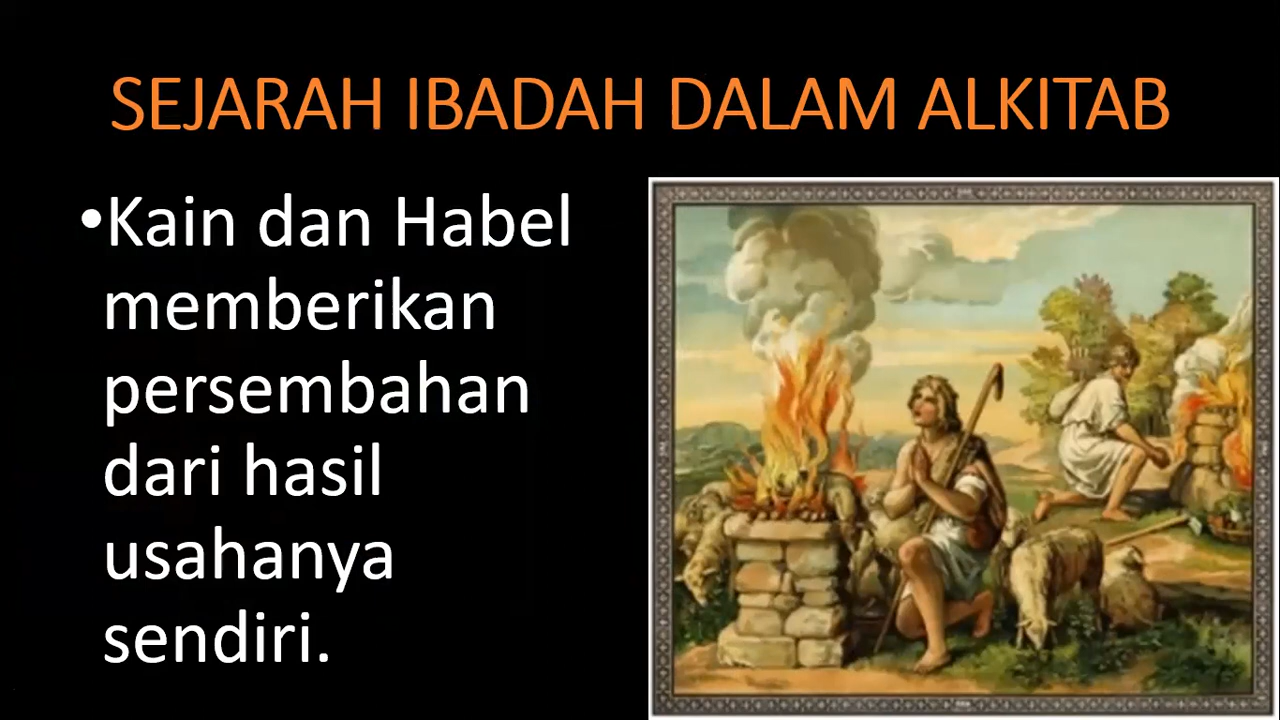 SEJARAH IBADAH DALAM ALKITAB
•Kain dan Habel
memberikan
persembahan
dari hasil
usahanya
sendiri.